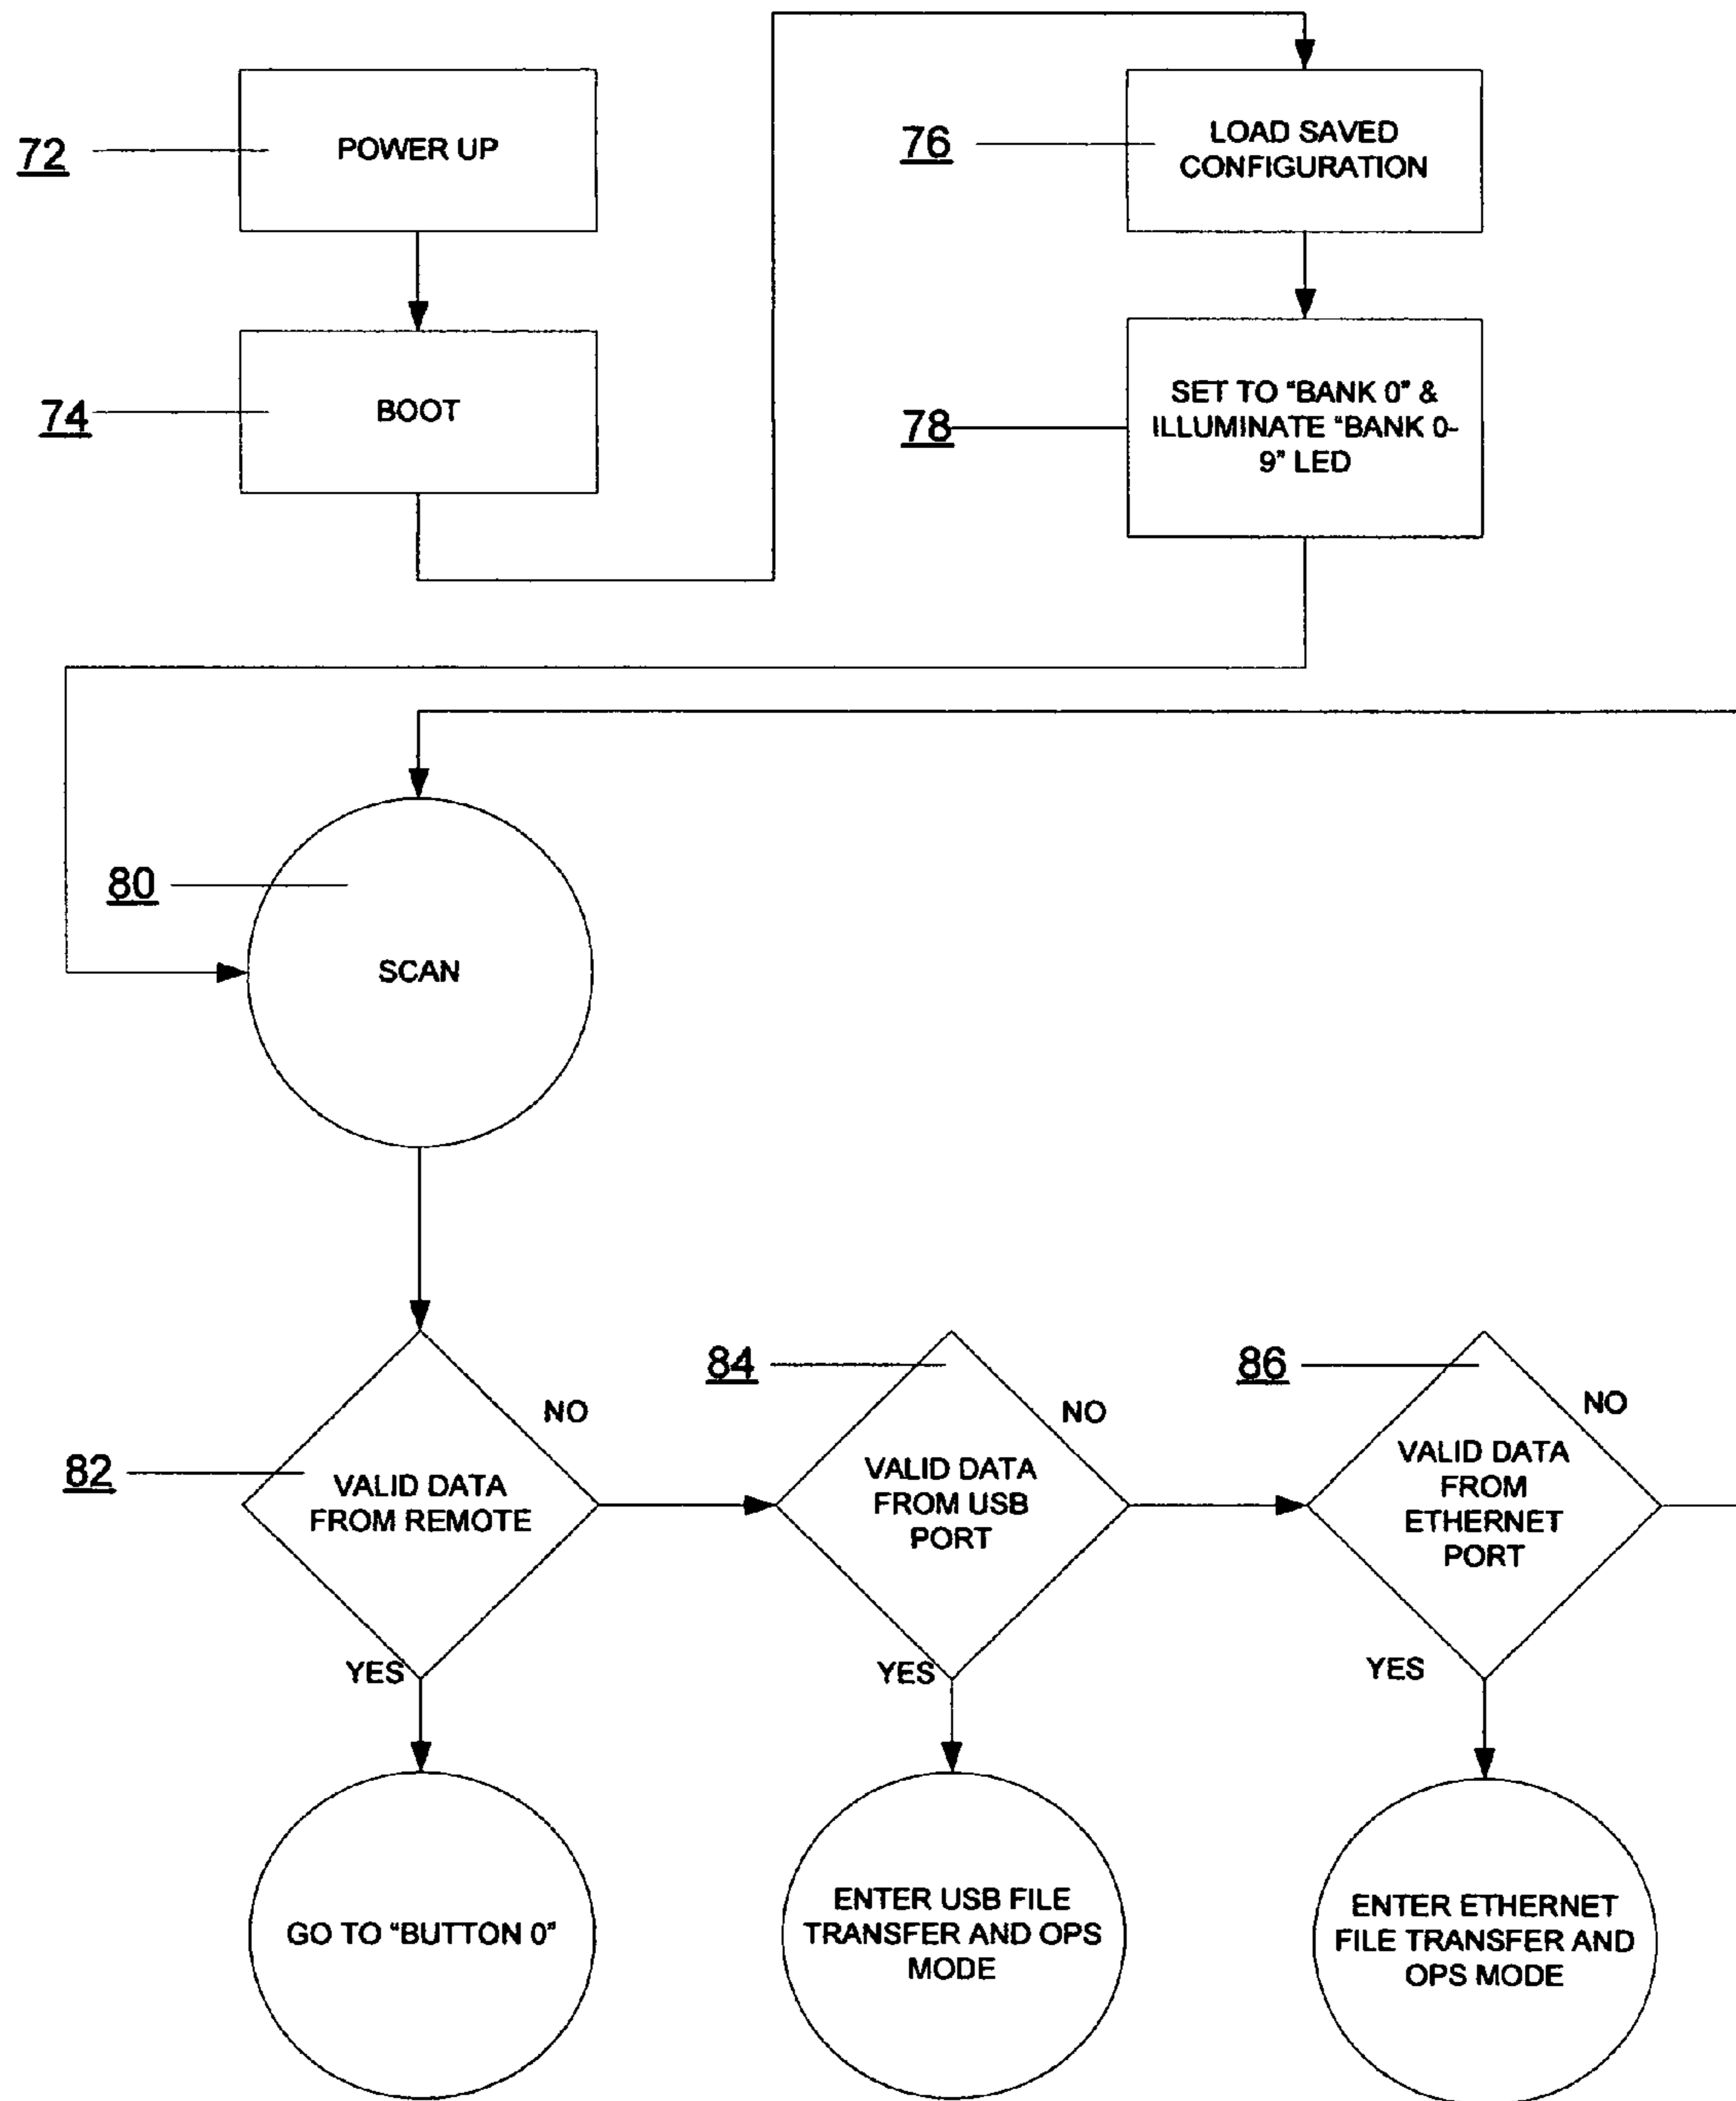 72
POWER UP
76
LOAD SAVED
CONFIGURATION
74
BOOT
78
SET TO “BANK 0” &
ILLUMINATE “BANK 0-
9” LED
80
SCAN
82
VALID DATA
FROM REMOTE
NO
YES
84
VALID DATA
FROM USB
PORT
NO
YES
86
VALID DATA
FROM
ETHERNET
PORT
NO
YES
GO TO “BUTTON 0”
ENTER USB FILE
TRANSFER AND OPS
MODE
ENTER ETHERNET
FILE TRANSFER AND
OPS MODE